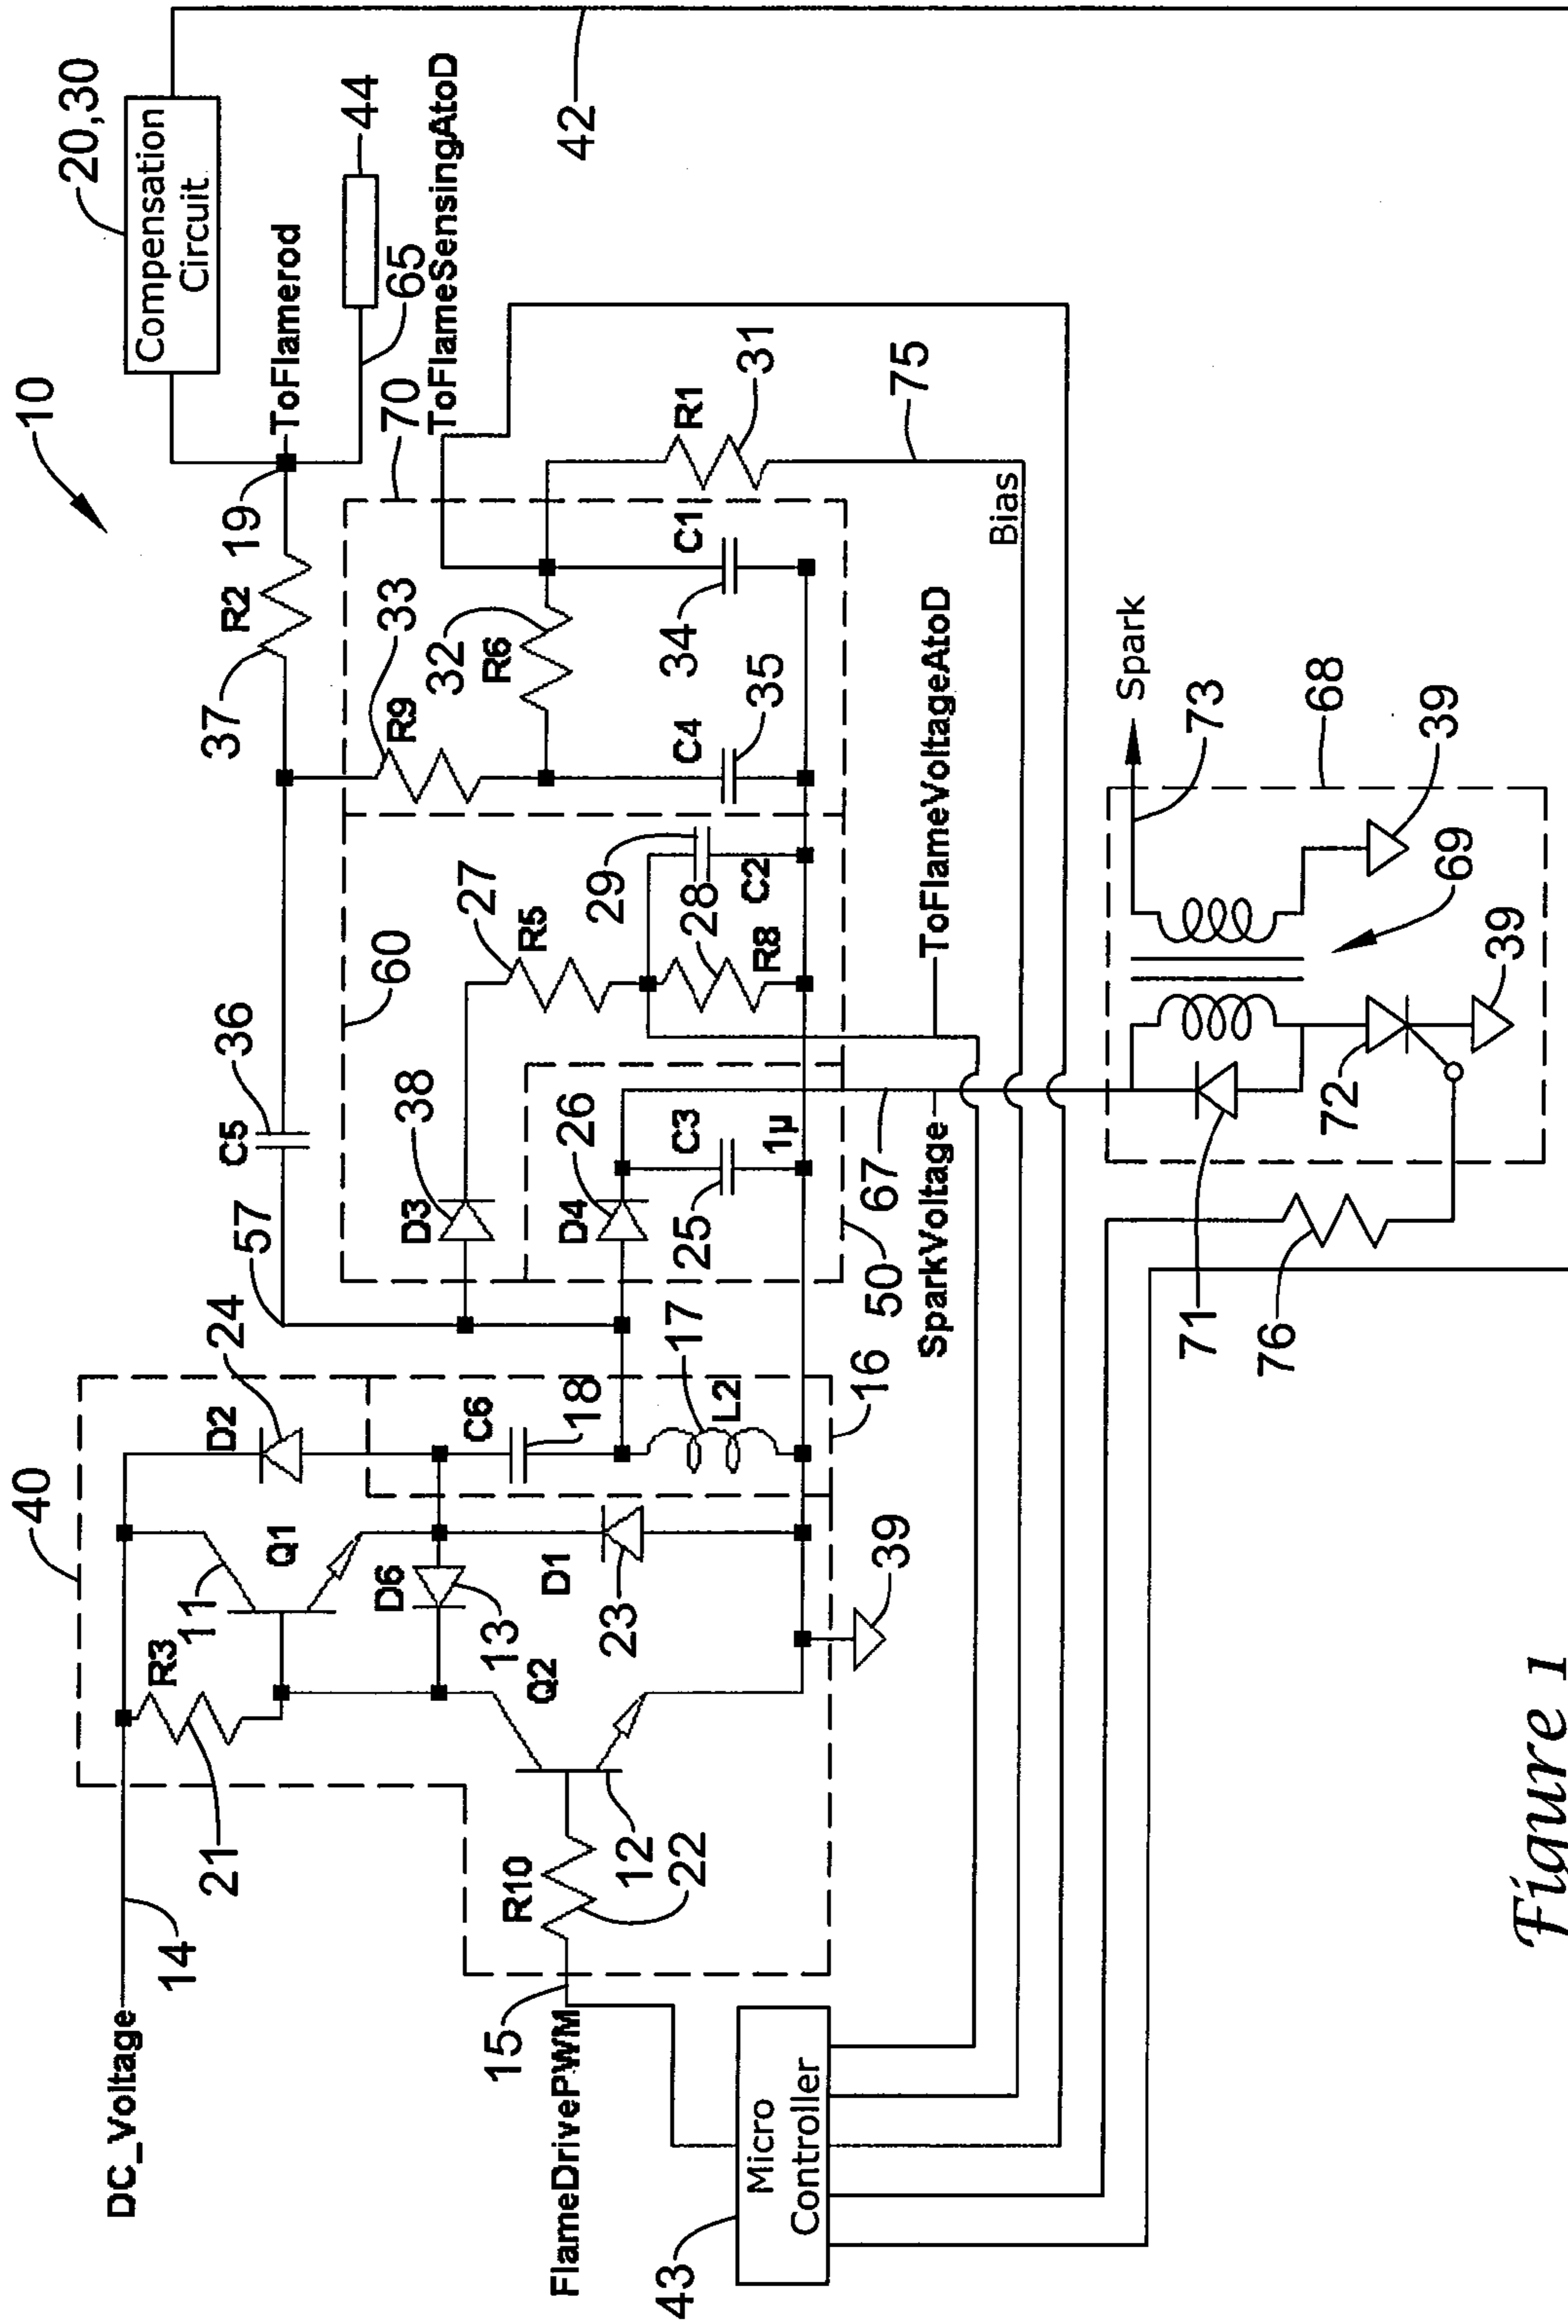 10
20,30
Compensation
Circuit
ToFlamerod
19
44
65
42
R2
37
70
ToFlameSensingAtoD
C5
36
57
60
33
R9
32
R6
R1
31
C1
34
C4
35
75
Bias
40
DC_Voltage
14
21
R3
11
Q1
D2
24
D6
13
D1
23
Q2
12
R10
22
15
FlameDrivePWM
C6
18
17
L2
16
39
D3
38
D4
26
C3
25
1µ
27
R5
29
C2
28
R8
50
SparkVoltage
67
ToFlameVoltageAtoD
43
Micro
Controller
76
71
72
69
39
39
68
73
Spark
Figure 1